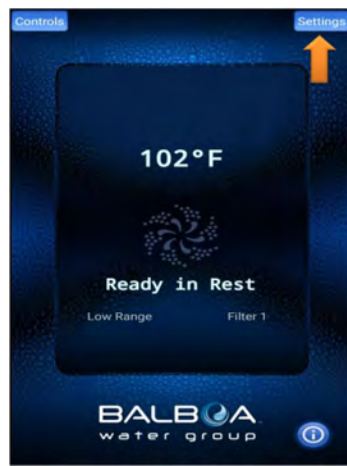 Controls Settings
102°F
Ready in Rest
Low Range Filter 1
BALBOA
water group